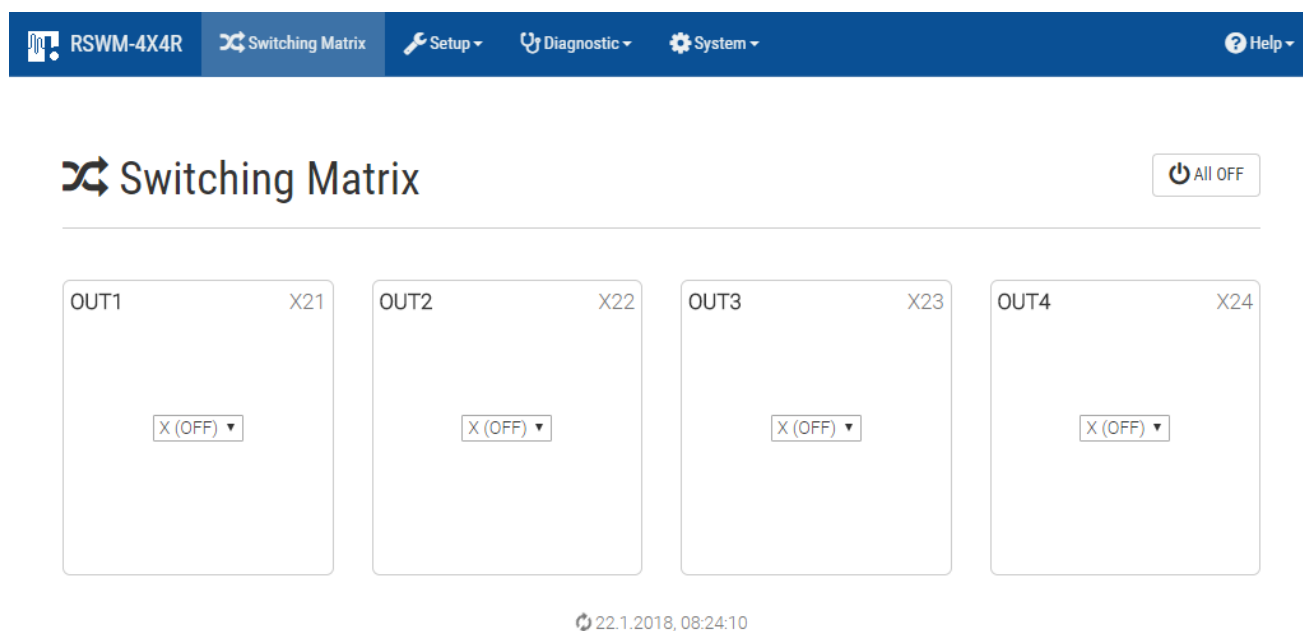 RSWM-4X4R Switching Matrix Setup Diagnostic System Help
Switching Matrix All OFF
OUT1 X21 OUT2 X22 OUT3 X23 OUT4 X24
X (OFF) X (OFF) X (OFF) X (OFF)
22.1.2018, 08:24:10